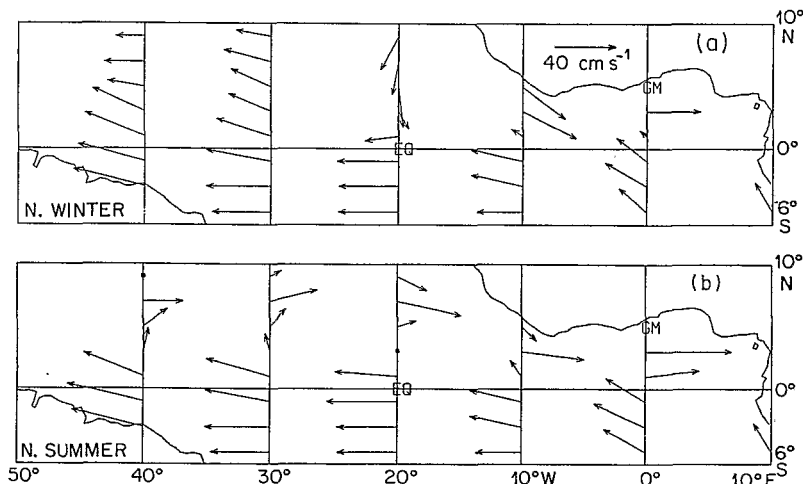 10°
N
(a)
40 cm s⁻¹
GM
EQ
0°
N. WINTER
6°
S
10°
N
(b)
GM
EQ
0°
N. SUMMER
6°
S
50° 40° 30° 20° 10°W 0° 10°E